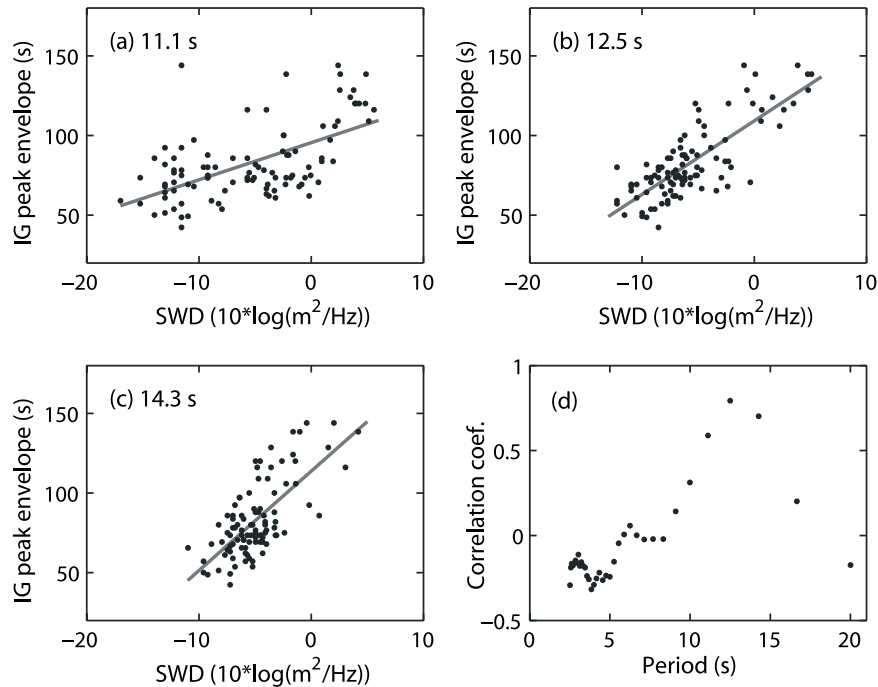 (a) 11.1 s
IG peak envelope (s)
150
100
50
−20
−10
0
10
SWD (10*log(m²/Hz))
(b) 12.5 s
IG peak envelope (s)
150
100
50
−20
−10
0
10
SWD (10*log(m²/Hz))
(c) 14.3 s
IG peak envelope (s)
150
100
50
−20
−10
0
10
SWD (10*log(m²/Hz))
(d)
Correlation coef.
1
0.5
0
−0.5
0
5
10
15
20
Period (s)